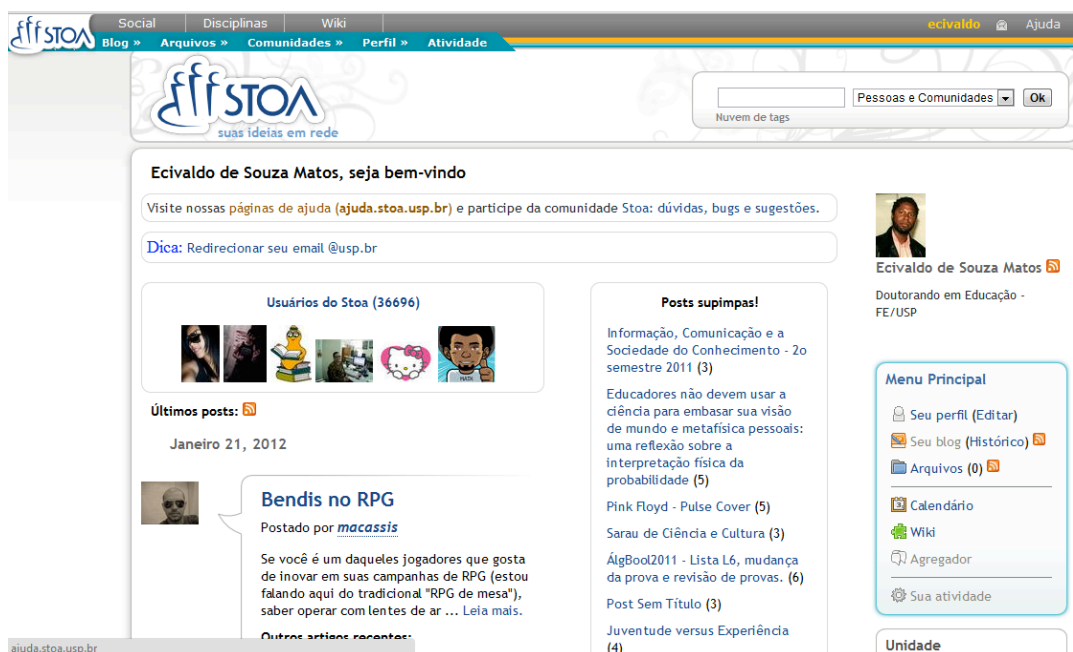 STOA
Social Disciplinas Wiki
ecivaldo Ajuda
Blog » Arquivos » Comunidades » Perfil » Atividade
STOA
suas ideias em rede
Pessoas e Comunidades Ok
Nuvem de tags
Ecivaldo de Souza Matos, seja bem-vindo
Visite nossas páginas de ajuda (ajuda.stoa.usp.br) e participe da comunidade Stoa: dúvidas, bugs e sugestões.
Dica: Redirecionar seu email @usp.br
Usuários do Stoa (36696)
MATH
Últimos posts:
Janeiro 21, 2012
Bendis no RPG
Postado por macassis
Se você é um daqueles jogadores que gosta
de inovar em suas campanhas de RPG (estou
falando aqui do tradicional "RPG de mesa"),
saber operar com lentes de ar ... Leia mais.
Outros artigos recentes:
Posts supimpas!
Informação, Comunicação e a
Sociedade do Conhecimento - 2o
semestre 2011 (3)
Educadores não devem usar a
ciência para embasar sua visão
de mundo e metafísica pessoais:
uma reflexão sobre a
interpretação física da
probabilidade (5)
Pink Floyd - Pulse Cover (5)
Sarau de Ciência e Cultura (3)
ÁlgBool2011 - Lista L6, mudança
da prova e revisão de provas. (6)
Post Sem Título (3)
Juventude versus Experiência
(4)
Ecivaldo de Souza Matos
Doutorando em Educação -
FE/USP
Menu Principal
Seu perfil (Editar)
Seu blog (Histórico)
Arquivos (0)
Calendário
Wiki
Agregador
Sua atividade
Unidade
ajuda.stoa.usp.br